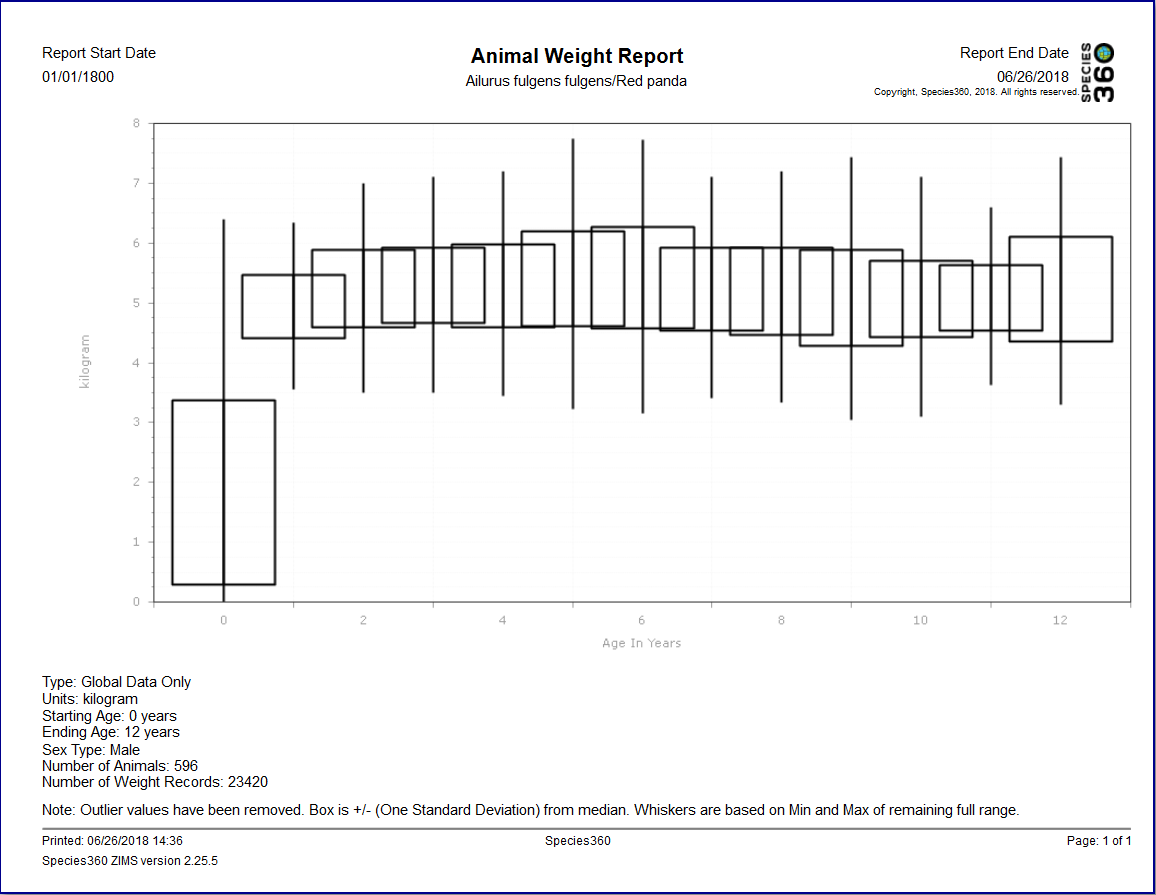 Report Start Date
Animal Weight Report
Report End Date
01/01/1800
Ailurus fulgens fulgens/Red panda
06/26/2018
Copyright, Species360, 2018. All rights reserved.
SPECIES
360
8
7
6
5
4
3
2
1
0
kilogram
0 2 4 6 8 10 12
Age In Years
Type: Global Data Only
Units: kilogram
Starting Age: 0 years
Ending Age: 12 years
Sex Type: Male
Number of Animals: 596
Number of Weight Records: 23420
Note: Outlier values have been removed. Box is +/- (One Standard Deviation) from median. Whiskers are based on Min and Max of remaining full range.
Printed: 06/26/2018 14:36
Species360
Page: 1 of 1
Species360 ZIMS version 2.25.5